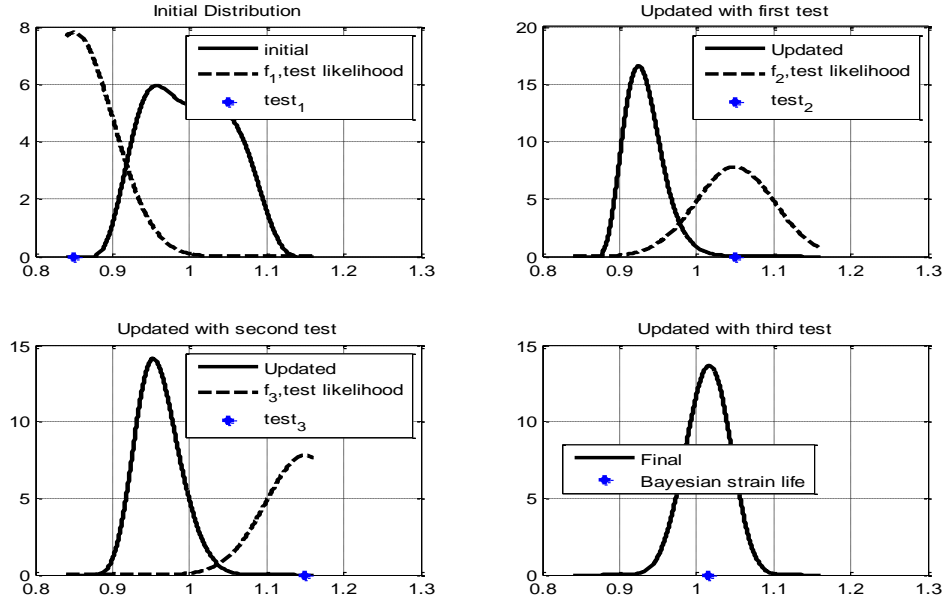 Initial Distribution
8
6
4
2
0
0.8 0.9 1 1.1 1.2 1.3
initial
f1,test likelihood
test1
Updated with first test
20
15
10
5
0
0.8 0.9 1 1.1 1.2 1.3
Updated
f2,test likelihood
test2
Updated with second test
15
10
5
0
0.8 0.9 1 1.1 1.2 1.3
Updated
f3,test likelihood
test3
Updated with third test
15
10
5
0
0.8 0.9 1 1.1 1.2 1.3
Final
Bayesian strain life